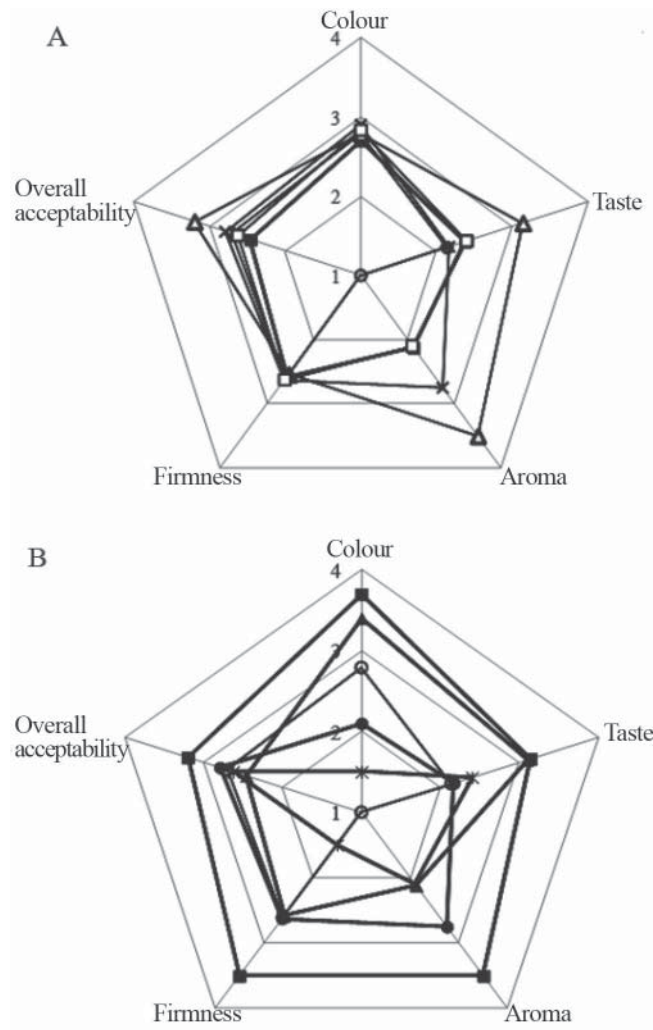 A
Colour
4
3
2
1
Overall
acceptability
Taste
Firmness
Aroma
B
Colour
4
3
2
1
Overall
acceptability
Taste
Firmness
Aroma